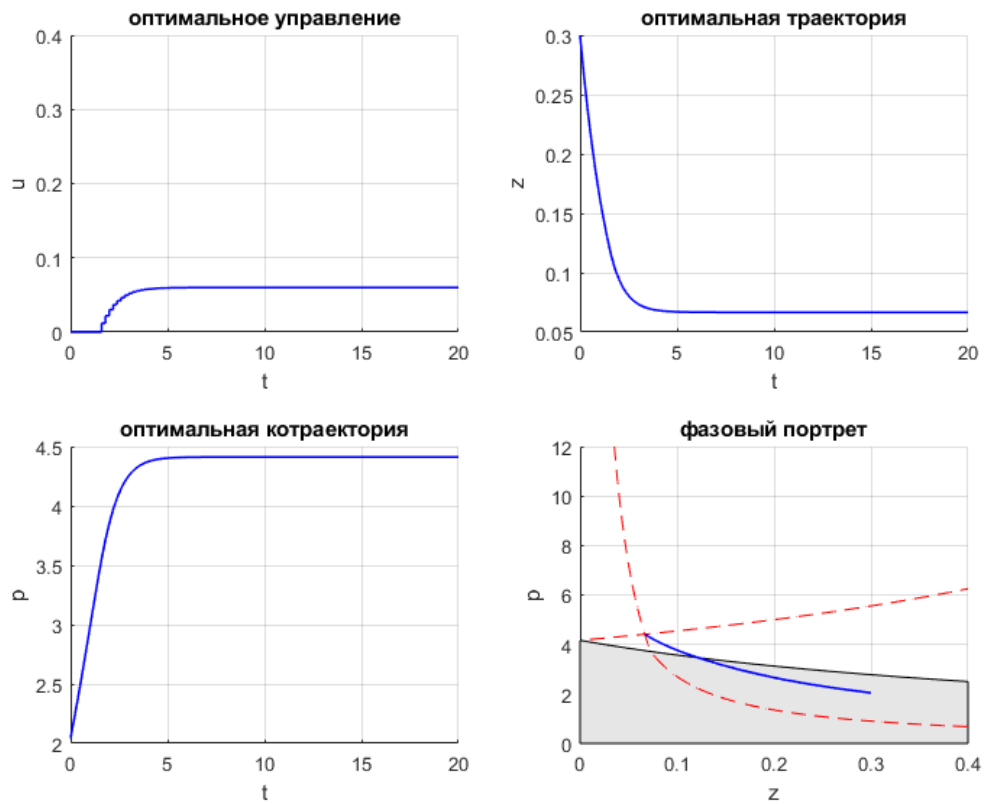 оптимальное управление
0.4
0.3
0.2
0.1
0
u
0 5 10 15 20
t
оптимальная траектория
0.3
0.25
0.2
0.15
0.1
0.05
z
0 5 10 15 20
t
оптимальная котраектория
4.5
4
3.5
3
2.5
2
p
0 5 10 15 20
t
фазовый портрет
12
10
8
6
4
2
0
p
0 0.1 0.2 0.3 0.4
z